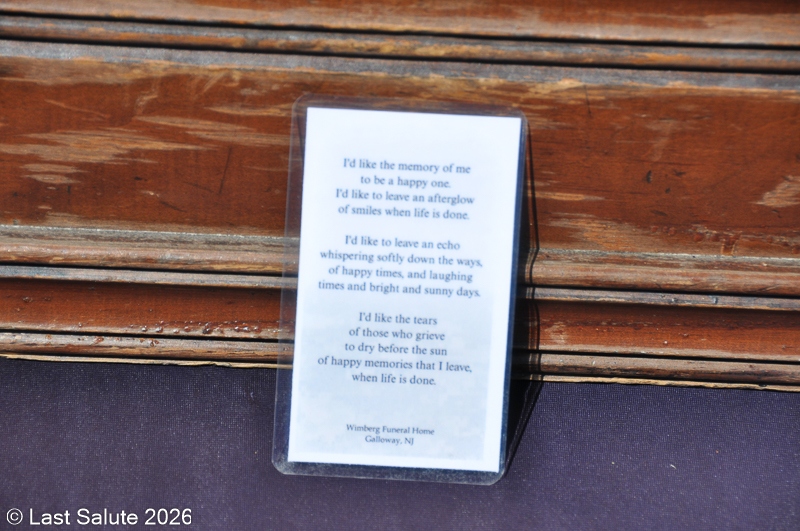 I'd like the memory of me
to be a happy one.
I'd like to leave an afterglow
of smiles when life is done.
I'd like to leave an echo
whispering softly down the ways,
of happy times, and laughing
times and bright and sunny days.
I'd like the tears
of those who grieve
to dry before the sun
of happy memories that I leave,
when life is done.
Wimberg Funeral Home
Galloway, NJ
© Last Salute 2026